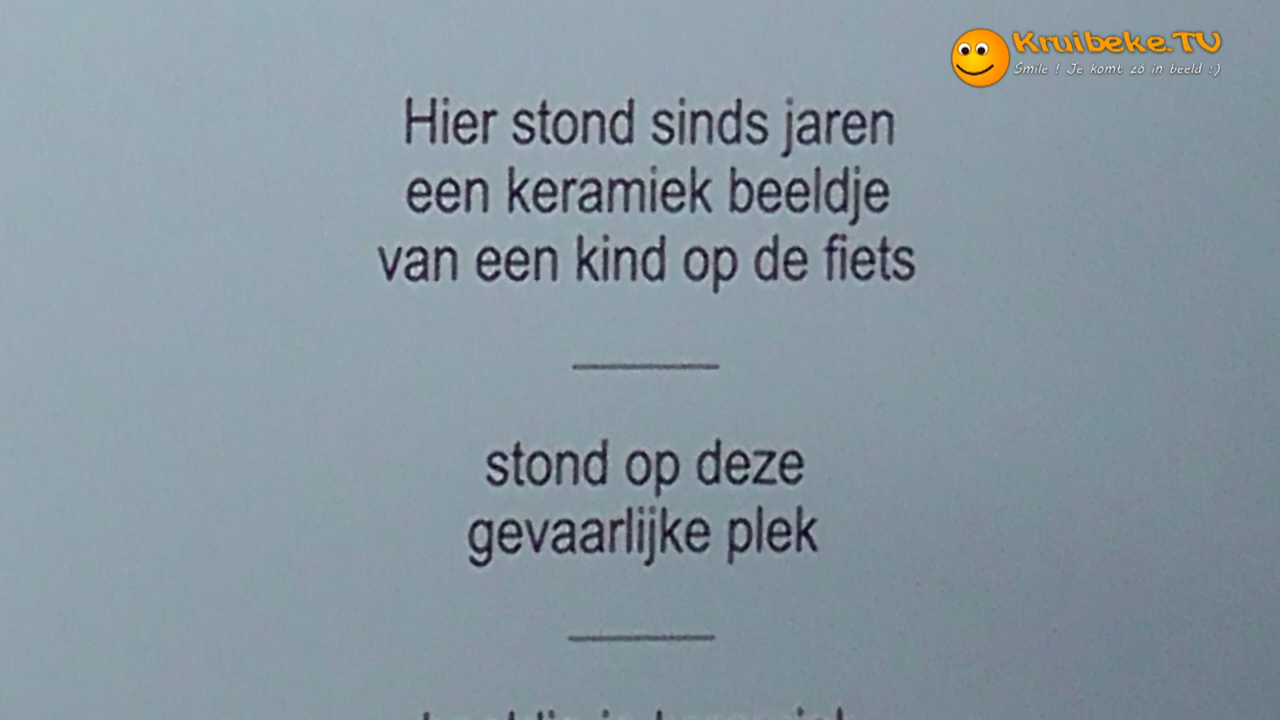 Kruibeke.TV
Smile ! Je komt zó in beeld :)
Hier stond sinds jaren
een keramiek beeldje
van een kind op de fiets
stond op deze
gevaarlijke plek